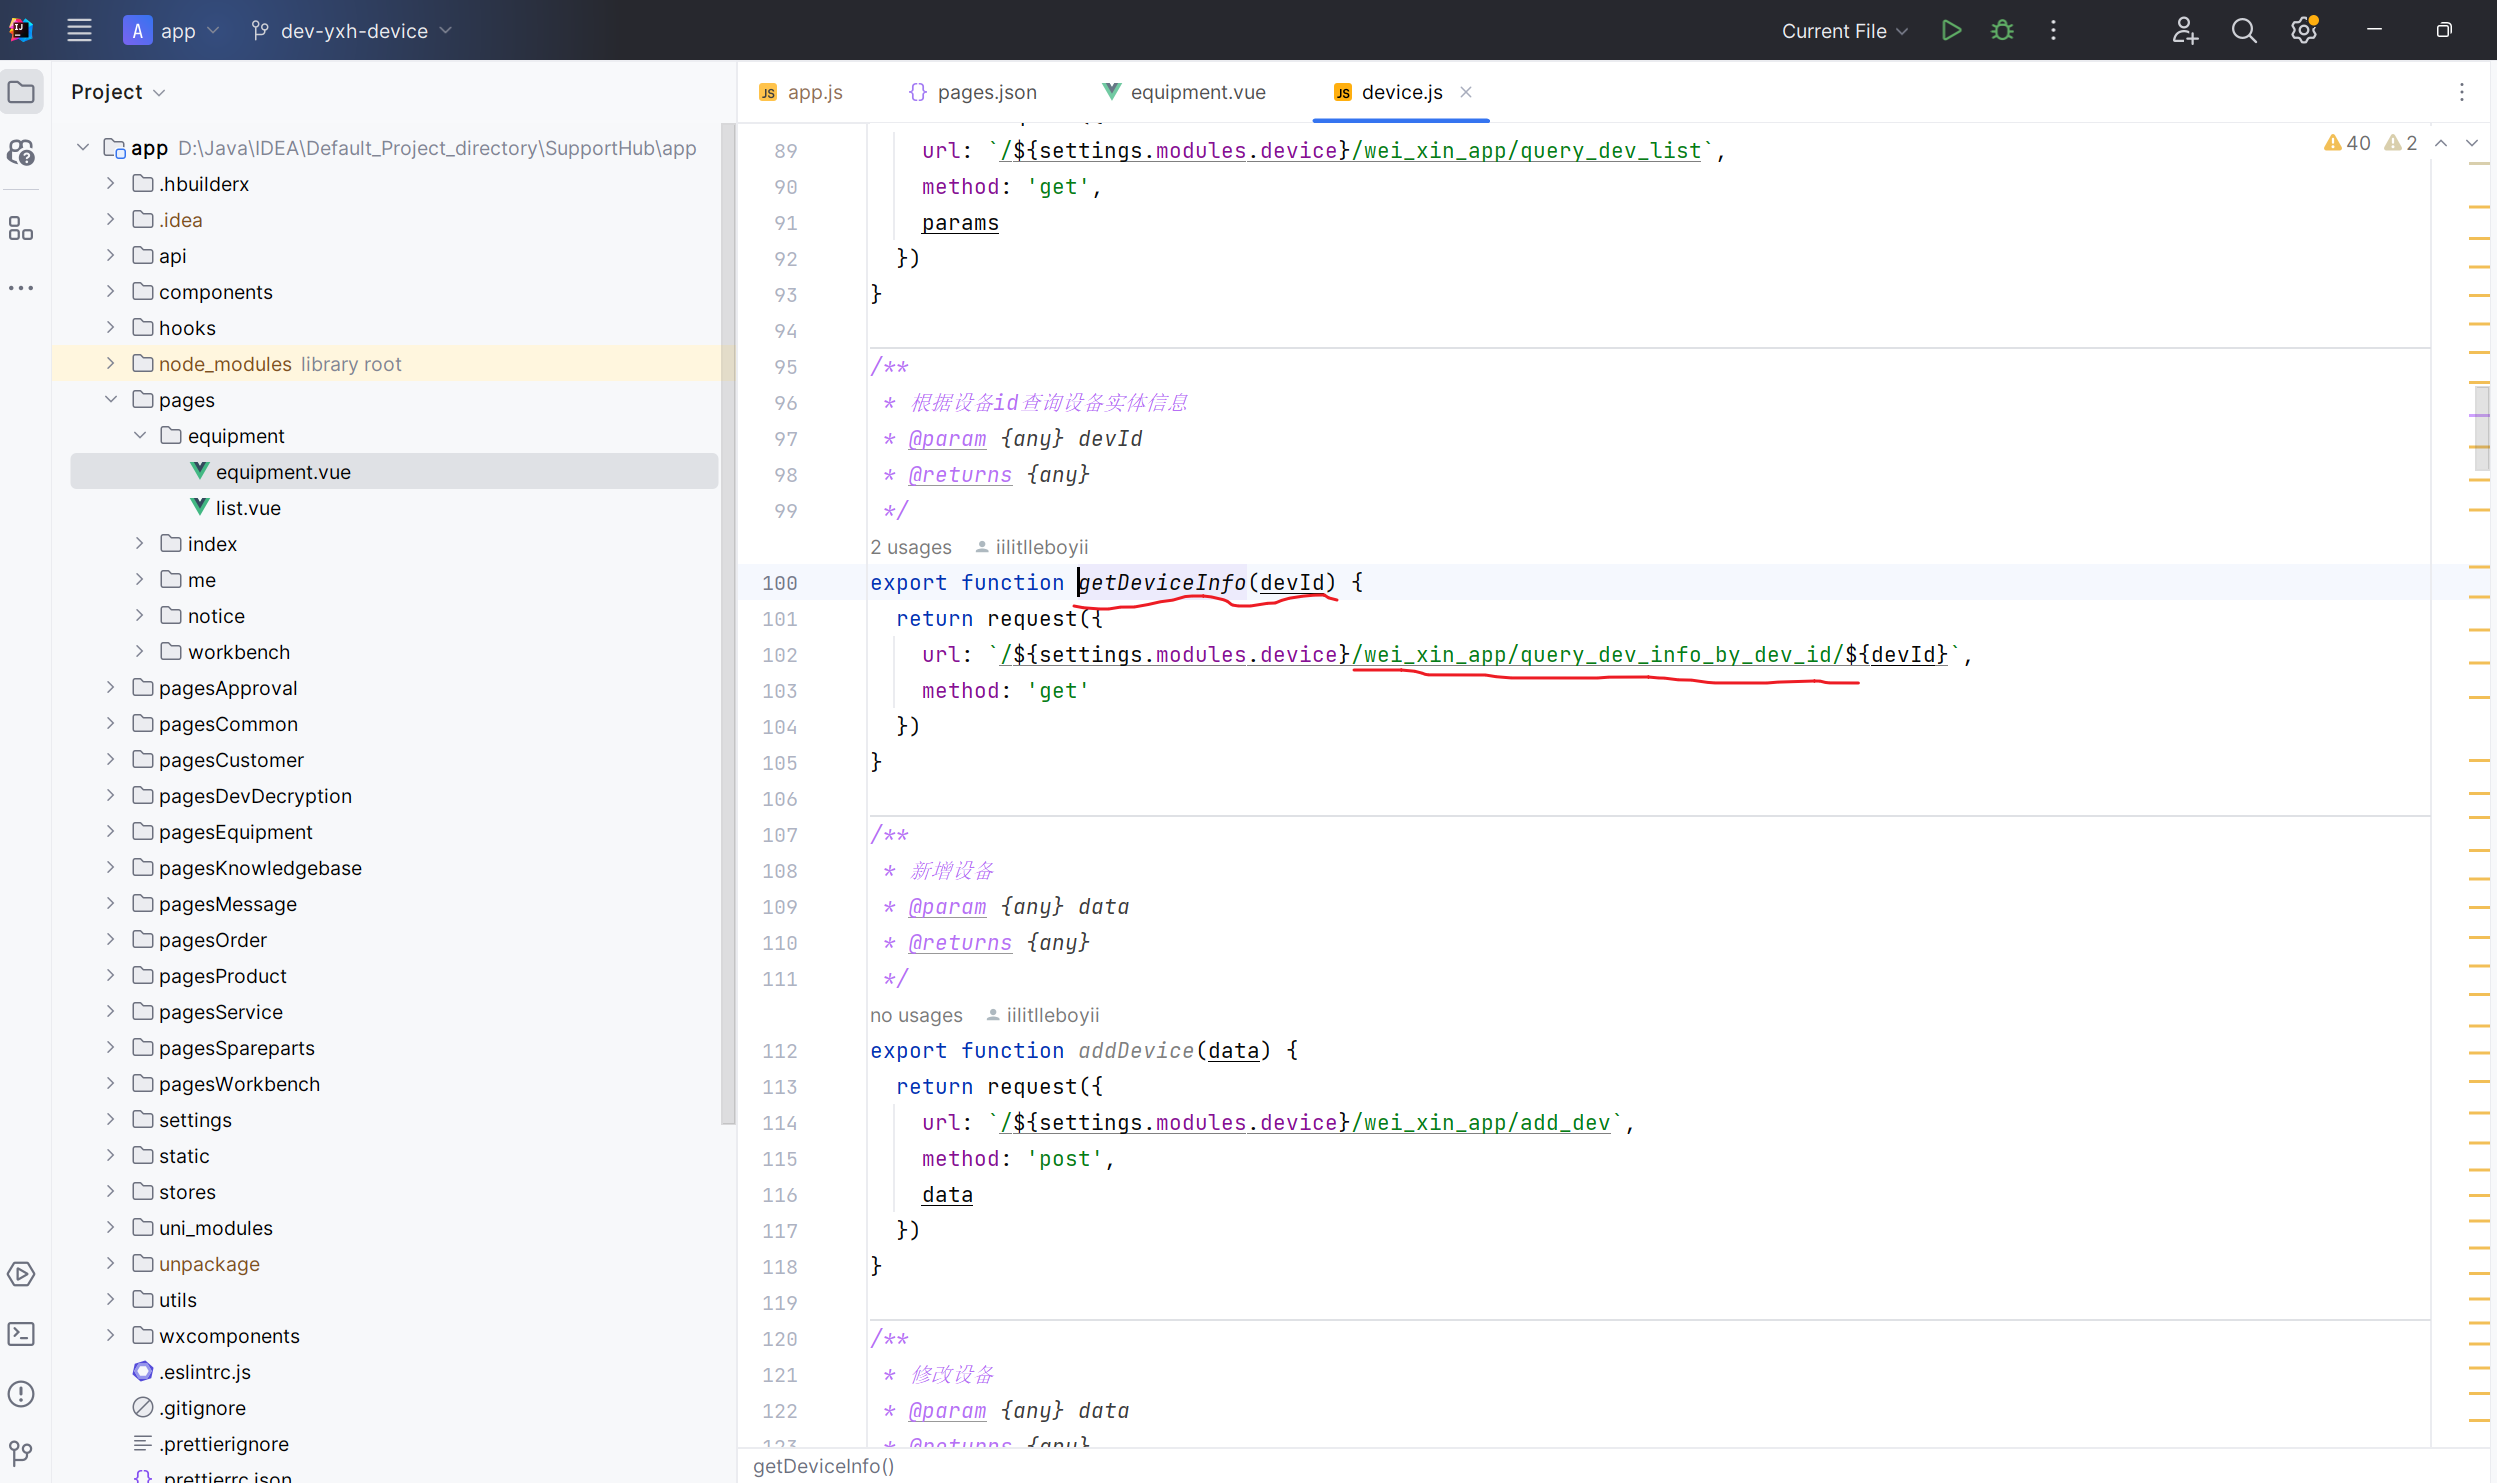 A app dev-yxh-device Current File
Project
app D:\Java\IDEA\Default_Project_directory\SupportHub\app
.hbuilderx
.idea
api
components
hooks
node_modules library root
pages
equipment
equipment.vue
list.vue
index
me
notice
workbench
pagesApproval
pagesCommon
pagesCustomer
pagesDevDecryption
pagesEquipment
pagesKnowledgebase
pagesMessage
pagesOrder
pagesProduct
pagesService
pagesSpareparts
pagesWorkbench
settings
static
stores
uni_modules
unpackage
utils
wxcomponents
.eslintrc.js
.gitignore
.prettierignore
.prettierrc.json
app.js pages.json equipment.vue device.js
40 2
89 url: `/${settings.modules.device}/wei_xin_app/query_dev_list`,
90 method: 'get',
91 params
92 })
93 }
94
95 /**
96 * 根据设备id查询设备实体信息
97 * @param {any} devId
98 * @returns {any}
99 */
2 usages iilitlleboyii
100 export function getDeviceInfo(devId) {
101 return request({
102 url: `/${settings.modules.device}/wei_xin_app/query_dev_info_by_dev_id/${devId}`,
103 method: 'get'
104 })
105 }
106
107 /**
108 * 新增设备
109 * @param {any} data
110 * @returns {any}
111 */
no usages iilitlleboyii
112 export function addDevice(data) {
113 return request({
114 url: `/${settings.modules.device}/wei_xin_app/add_dev`,
115 method: 'post',
116 data
117 })
118 }
119
120 /**
121 * 修改设备
122 * @param {any} data
123 * @returns {any}
getDeviceInfo()